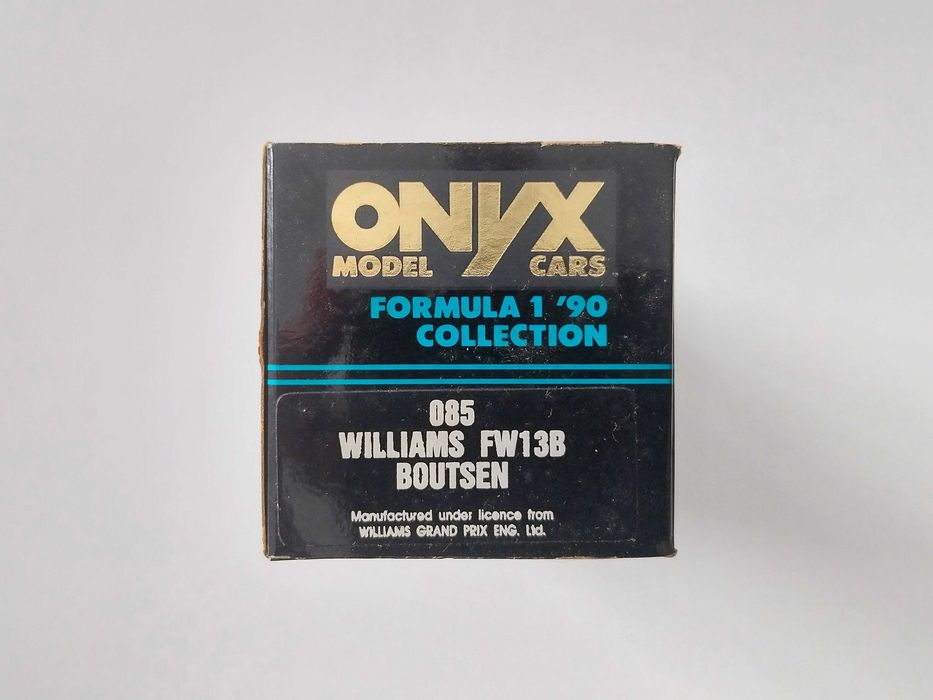 ONYX
MODEL CARS
FORMULA 1 '90
COLLECTION
085
WILLIAMS FW13B
BOUTSEN
Manufactured under licence from
WILLIAMS GRAND PRIX ENG. Ltd.